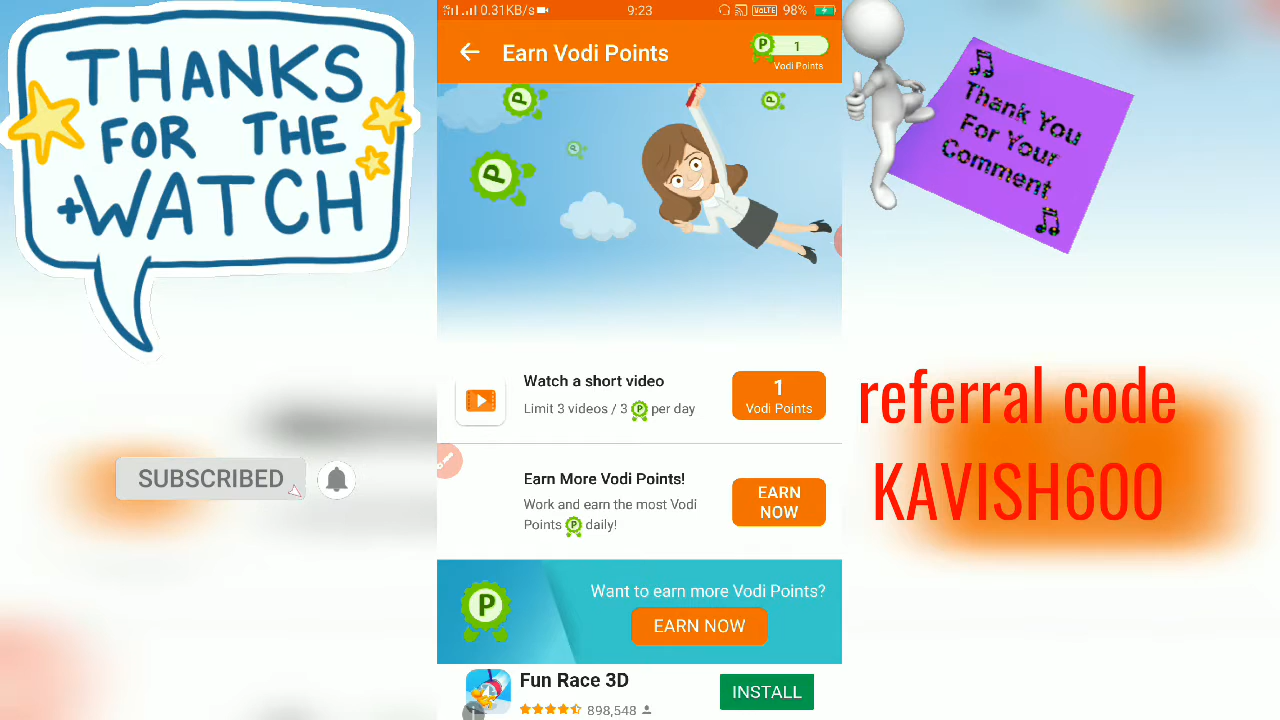 THANKS
FOR THE
+WATCH
SUBSCRIBED
0.31KB/s
9:23
VoLTE
98%
Earn Vodi Points
P
1
Vodi Points
P
P
P
P
Watch a short video
Limit 3 videos / 3 P per day
1
Vodi Points
Earn More Vodi Points!
Work and earn the most Vodi
Points P daily!
EARN
NOW
P
Want to earn more Vodi Points?
EARN NOW
Fun Race 3D
898,548
INSTALL
Thank You
For Your
Comment
referral code
KAVISH600